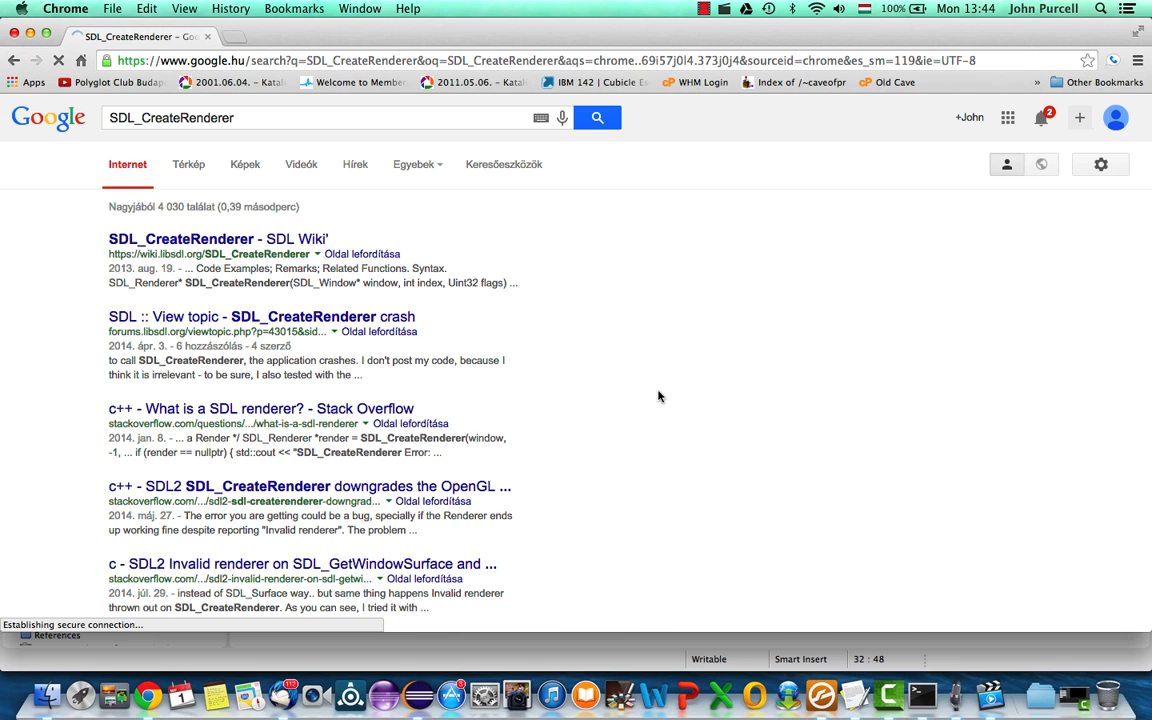 Chrome File Edit View History Bookmarks Window Help 100% Mon 13:44 John Purcell
SDL_CreateRenderer - Goo
https://www.google.hu/search?q=SDL_CreateRenderer&oq=SDL_CreateRenderer&aqs=chrome..69i57j0l4.373j0j4&sourceid=chrome&es_sm=119&ie=UTF-8
Apps Polyglot Club Budap 2001.06.04. - Katali Welcome to Member 2011.05.06. - Katali IBM 142 | Cubicle Es WHM Login Index of /~caveofpr Old Cave » Other Bookmarks
Google SDL_CreateRenderer +John 2
Internet Térkép Képek Videók Hírek Egyebek Keresőeszközök
Nagyjából 4 030 találat (0,39 másodperc)
SDL_CreateRenderer - SDL Wiki'
https://wiki.libsdl.org/SDL_CreateRenderer Oldal lefordítása
2013. aug. 19. - ... Code Examples; Remarks; Related Functions. Syntax.
SDL_Renderer* SDL_CreateRenderer(SDL_Window* window, int index, Uint32 flags) ...
SDL :: View topic - SDL_CreateRenderer crash
forums.libsdl.org/viewtopic.php?p=43015&sid... Oldal lefordítása
2014. ápr. 3. - 6 hozzászólás - 4 szerző
to call SDL_CreateRenderer, the application crashes. I don't post my code, because I
think it is irrelevant - to be sure, I also tested with the ...
c++ - What is a SDL renderer? - Stack Overflow
stackoverflow.com/questions/.../what-is-a-sdl-renderer Oldal lefordítása
2014. jan. 8. - ... a Render */ SDL_Renderer *render = SDL_CreateRenderer(window,
-1, ... if (render == nullptr) { std::cout << "SDL_CreateRenderer Error: ...
c++ - SDL2 SDL_CreateRenderer downgrades the OpenGL ...
stackoverflow.com/.../sdl2-sdl-createrenderer-downgrad... Oldal lefordítása
2014. máj. 27. - The error you are getting could be a bug, specially if the Renderer ends
up working fine despite reporting "Invalid renderer". The problem ...
c - SDL2 Invalid renderer on SDL_GetWindowSurface and ...
stackoverflow.com/.../sdl2-invalid-renderer-on-sdl-getwi... Oldal lefordítása
2014. júl. 29. - instead of SDL_Surface way.. but same thing happens Invalid renderer
thrown out on SDL_CreateRenderer. As you can see, I tried it with ...
Establishing secure connection...
References
Writable Smart Insert 32 : 48